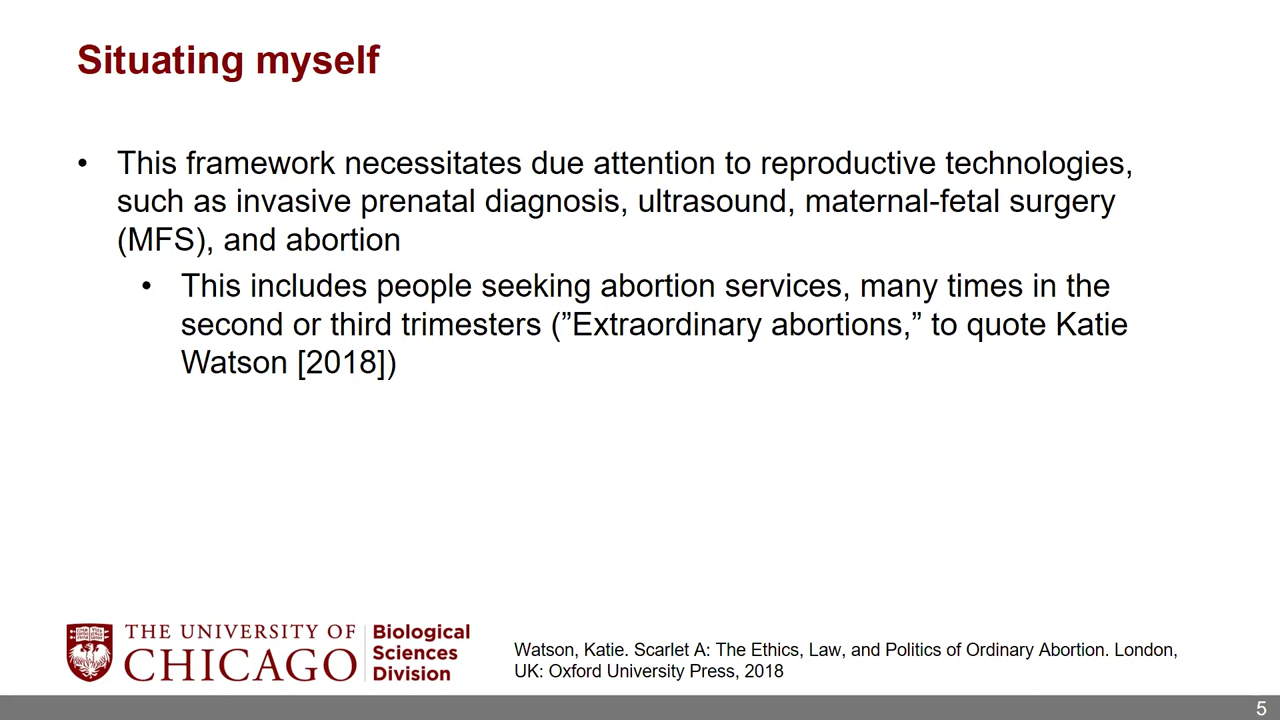 Situating myself
• This framework necessitates due attention to reproductive technologies,
such as invasive prenatal diagnosis, ultrasound, maternal-fetal surgery
(MFS), and abortion
• This includes people seeking abortion services, many times in the
second or third trimesters (”Extraordinary abortions,” to quote Katie
Watson [2018])
THE UNIVERSITY OF
CHICAGO
Biological
Sciences
Division
Watson, Katie. Scarlet A: The Ethics, Law, and Politics of Ordinary Abortion. London,
UK: Oxford University Press, 2018
5